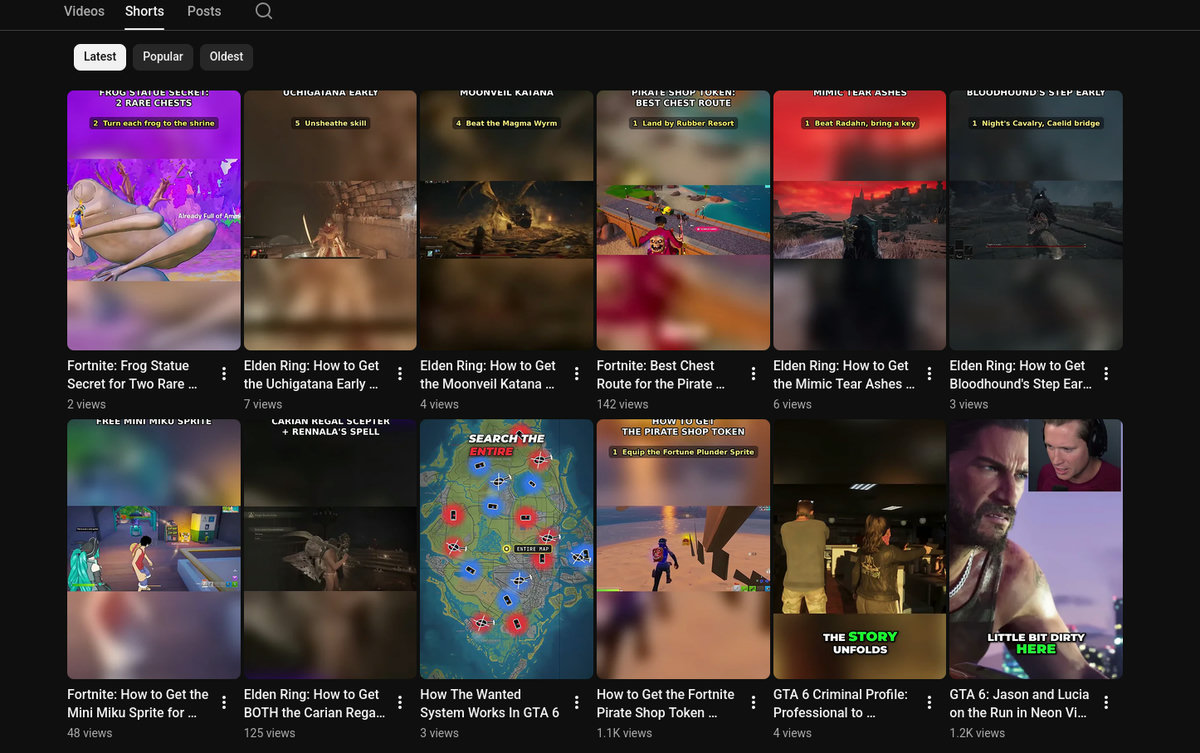 Videos
Shorts
Posts
Latest
Popular
Oldest
FROG STATUE SECRET:
2 RARE CHESTS
2 Turn each frog to the shrine
Already Full of Amm
UCHIGATANA EARLY
5 Unsheathe skill
MOONVEIL KATANA
4 Beat the Magma Wyrm
PIRATE SHOP TOKEN:
BEST CHEST ROUTE
1 Land by Rubber Resort
MIMIC TEAR ASHES
1 Beat Radahn, bring a key
BLOODHOUND'S STEP EARLY
1 Night's Cavalry, Caelid bridge
Fortnite: Frog Statue
Secret for Two Rare ...
2 views
Elden Ring: How to Get
the Uchigatana Early ...
7 views
Elden Ring: How to Get
the Moonveil Katana ...
4 views
Fortnite: Best Chest
Route for the Pirate ...
142 views
Elden Ring: How to Get
the Mimic Tear Ashes ...
6 views
Elden Ring: How to Get
Bloodhound's Step Ear...
3 views
FREE MINI MIKU SPRITE
CARIAN REGAL SCEPTER
+ RENNALA'S SPELL
SEARCH THE
ENTIRE
ENTIRE MAP
HOW TO GET
THE PIRATE SHOP TOKEN
1 Equip the Fortune Plunder Sprite
THE STORY
UNFOLDS
LITTLE BIT DIRTY
HERE
Fortnite: How to Get the
Mini Miku Sprite for ...
48 views
Elden Ring: How to Get
BOTH the Carian Rega...
125 views
How The Wanted
System Works In GTA 6
3 views
How to Get the Fortnite
Pirate Shop Token ...
1.1K views
GTA 6 Criminal Profile:
Professional to ...
4 views
GTA 6: Jason and Lucia
on the Run in Neon Vi...
1.2K views